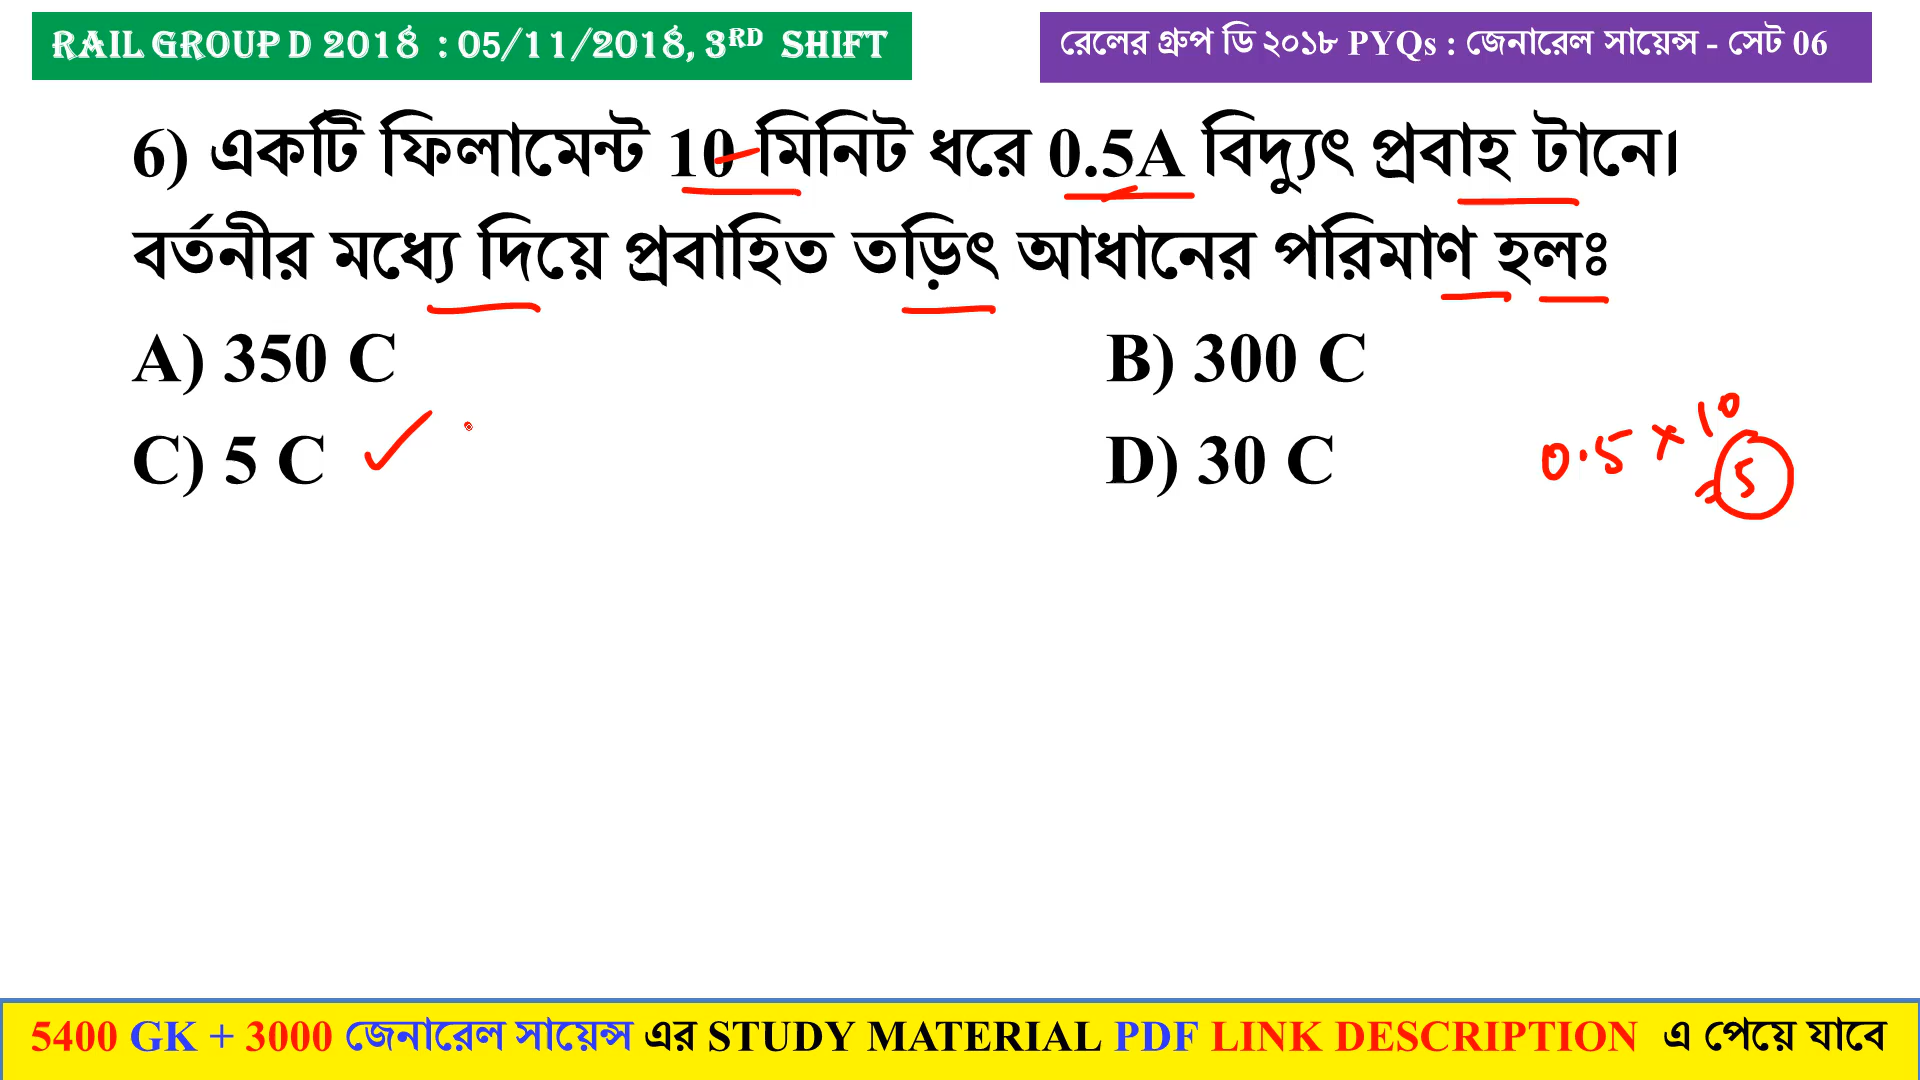 RAIL GROUP D 2018 : 05/11/2018, 3RD SHIFT
রেলের গ্রুপ ডি ২০১৮ PYQs : জেনারেল সায়েন্স - সেট 06
6) একটি ফিলামেন্ট 10 মিনিট ধরে 0.5A বিদ্যুৎ প্রবাহ টানে।
বর্তনীর মধ্যে দিয়ে প্রবাহিত তড়িৎ আধানের পরিমাণ হলঃ
A) 350 C
B) 300 C
C) 5 C
D) 30 C
0.5 × 10
= 5
5400 GK + 3000 জেনারেল সায়েন্স এর STUDY MATERIAL PDF LINK DESCRIPTION এ পেয়ে যাবে